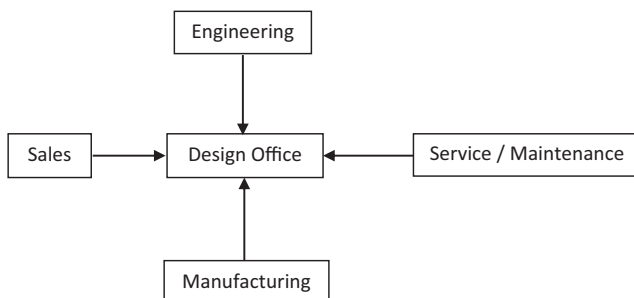 Engineering
Sales
Design Office
Service / Maintenance
Manufacturing